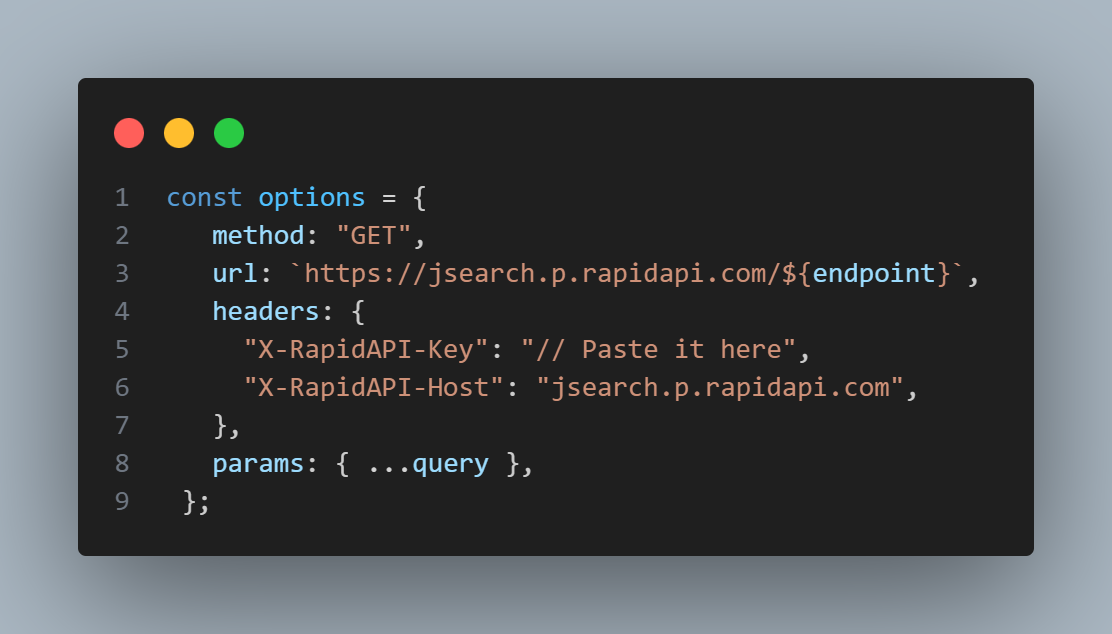 1 const options = {
2 method: "GET",
3 url: `https://jsearch.p.rapidapi.com/${endpoint}`,
4 headers: {
5 "X-RapidAPI-Key": "// Paste it here",
6 "X-RapidAPI-Host": "jsearch.p.rapidapi.com",
7 },
8 params: { ...query },
9 };